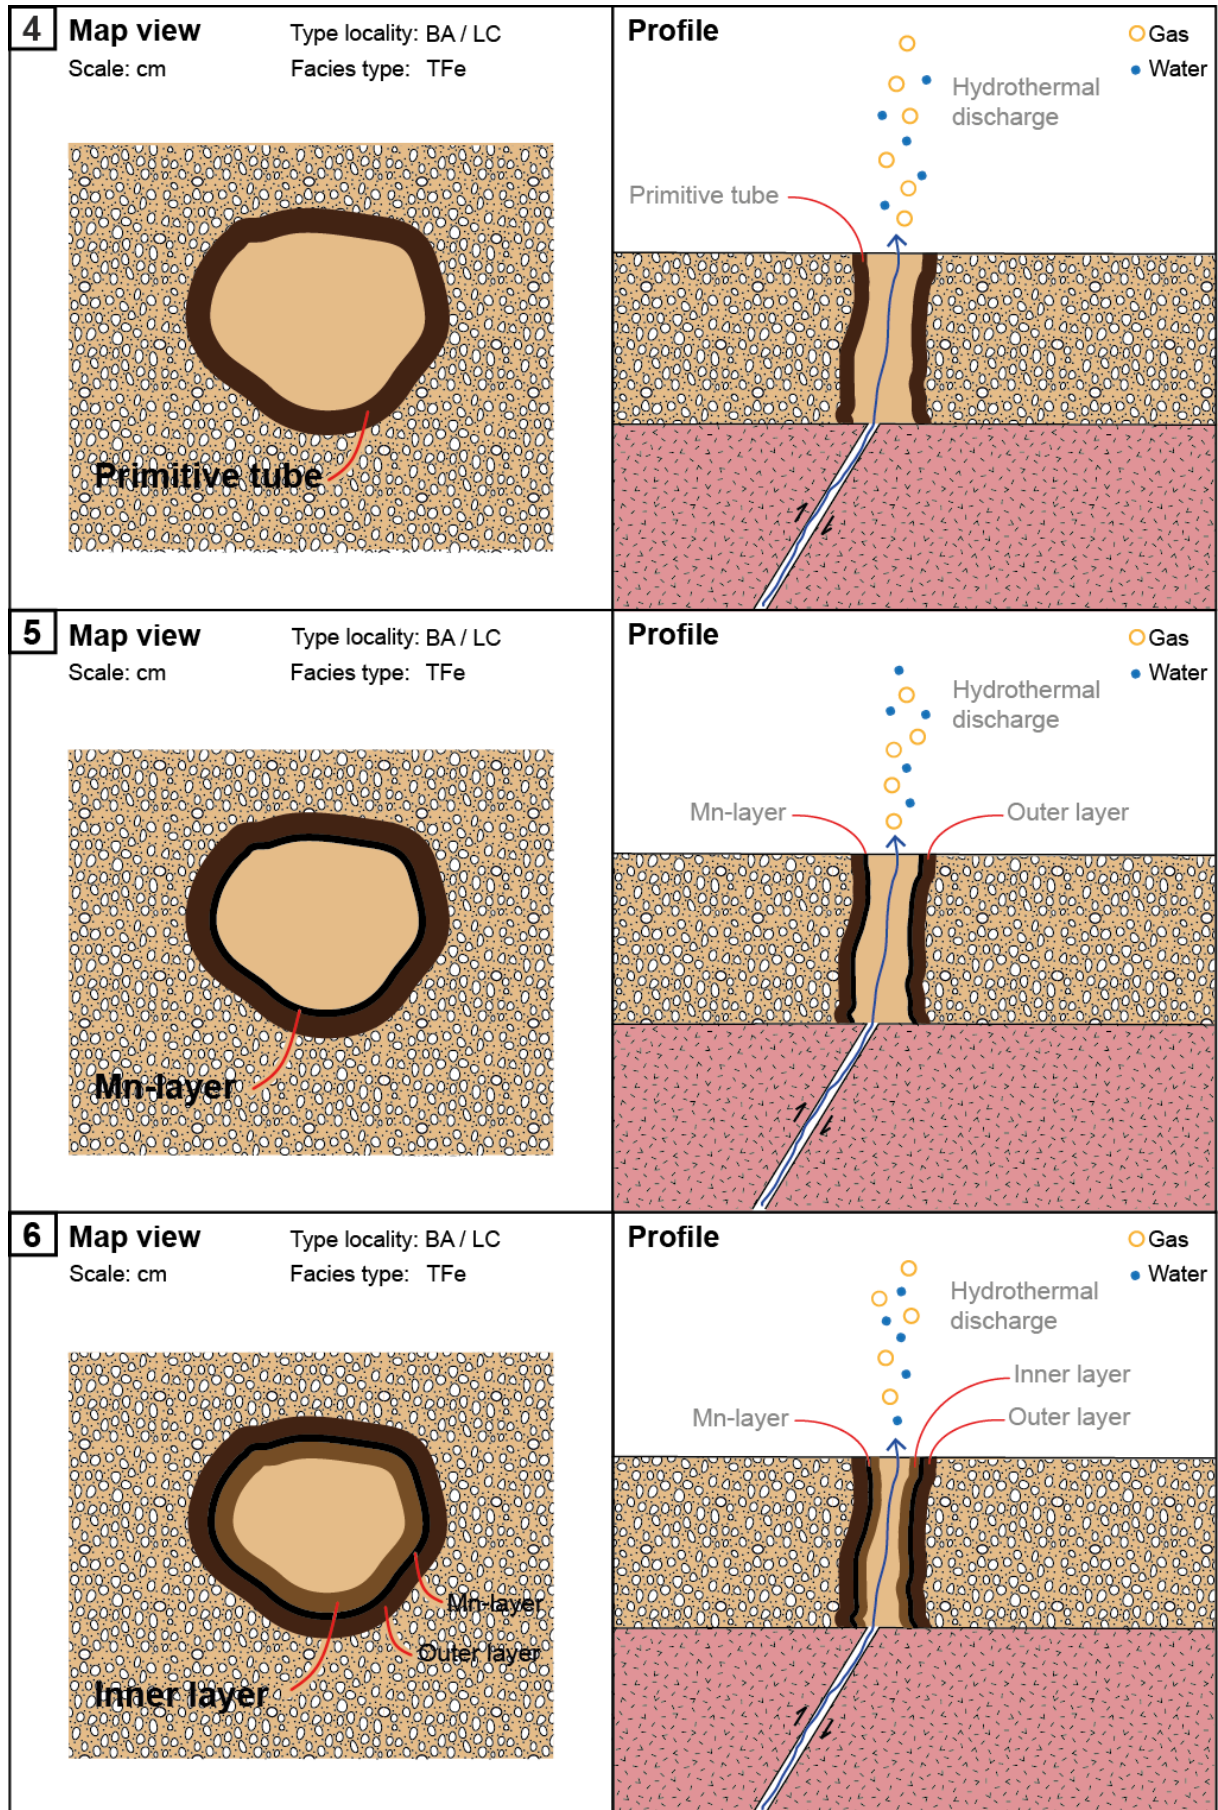 4
Map view
Type locality: BA / LC
Scale: cm
Facies type: TFe
Primitive tube
Profile
Gas
Water
Hydrothermal
discharge
Primitive tube
5
Map view
Type locality: BA / LC
Scale: cm
Facies type: TFe
Mn-layer
Profile
Gas
Water
Hydrothermal
discharge
Mn-layer
Outer layer
6
Map view
Type locality: BA / LC
Scale: cm
Facies type: TFe
Mn-layer
Outer layer
Inner layer
Profile
Gas
Water
Hydrothermal
discharge
Inner layer
Mn-layer
Outer layer